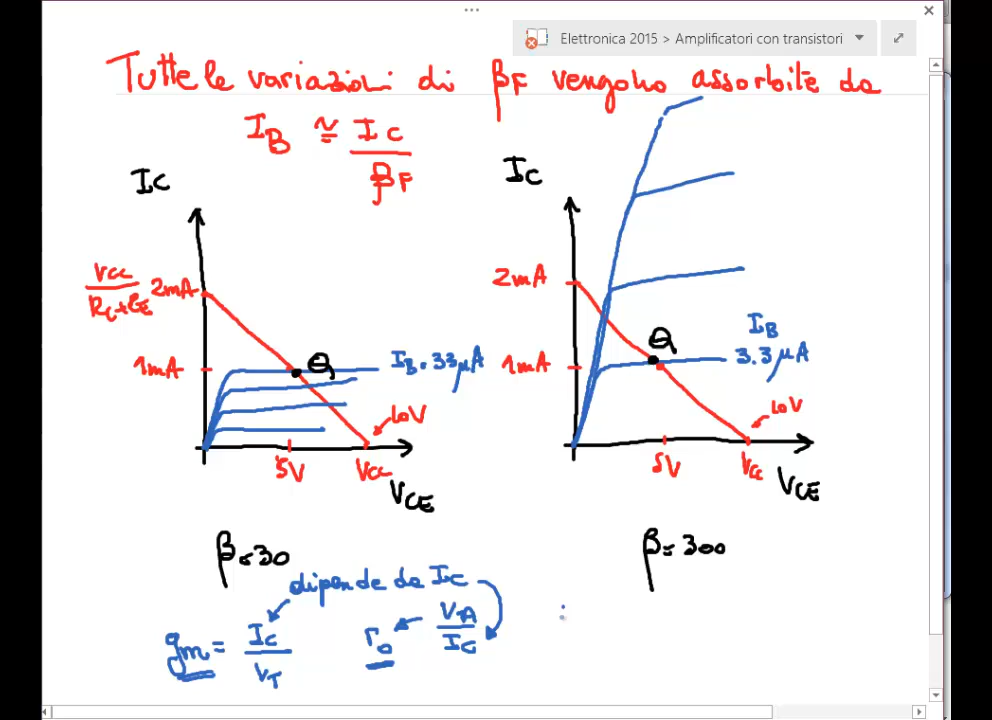 Elettronica 2015 > Amplificatori con transistori
Tutte le variazioni di βF vengono assorbite da
IB ≅ IC / βF
IC
VCC / RC+RE 2mA
1mA
Q
IB = 33μA
10V
5V
VCC
VCE
β=30
IC
2mA
1mA
Q
IB
3.3μA
10V
5V
VCC
VCE
β=300
dipende da IC
gm = IC / VT
ro
VA / IC